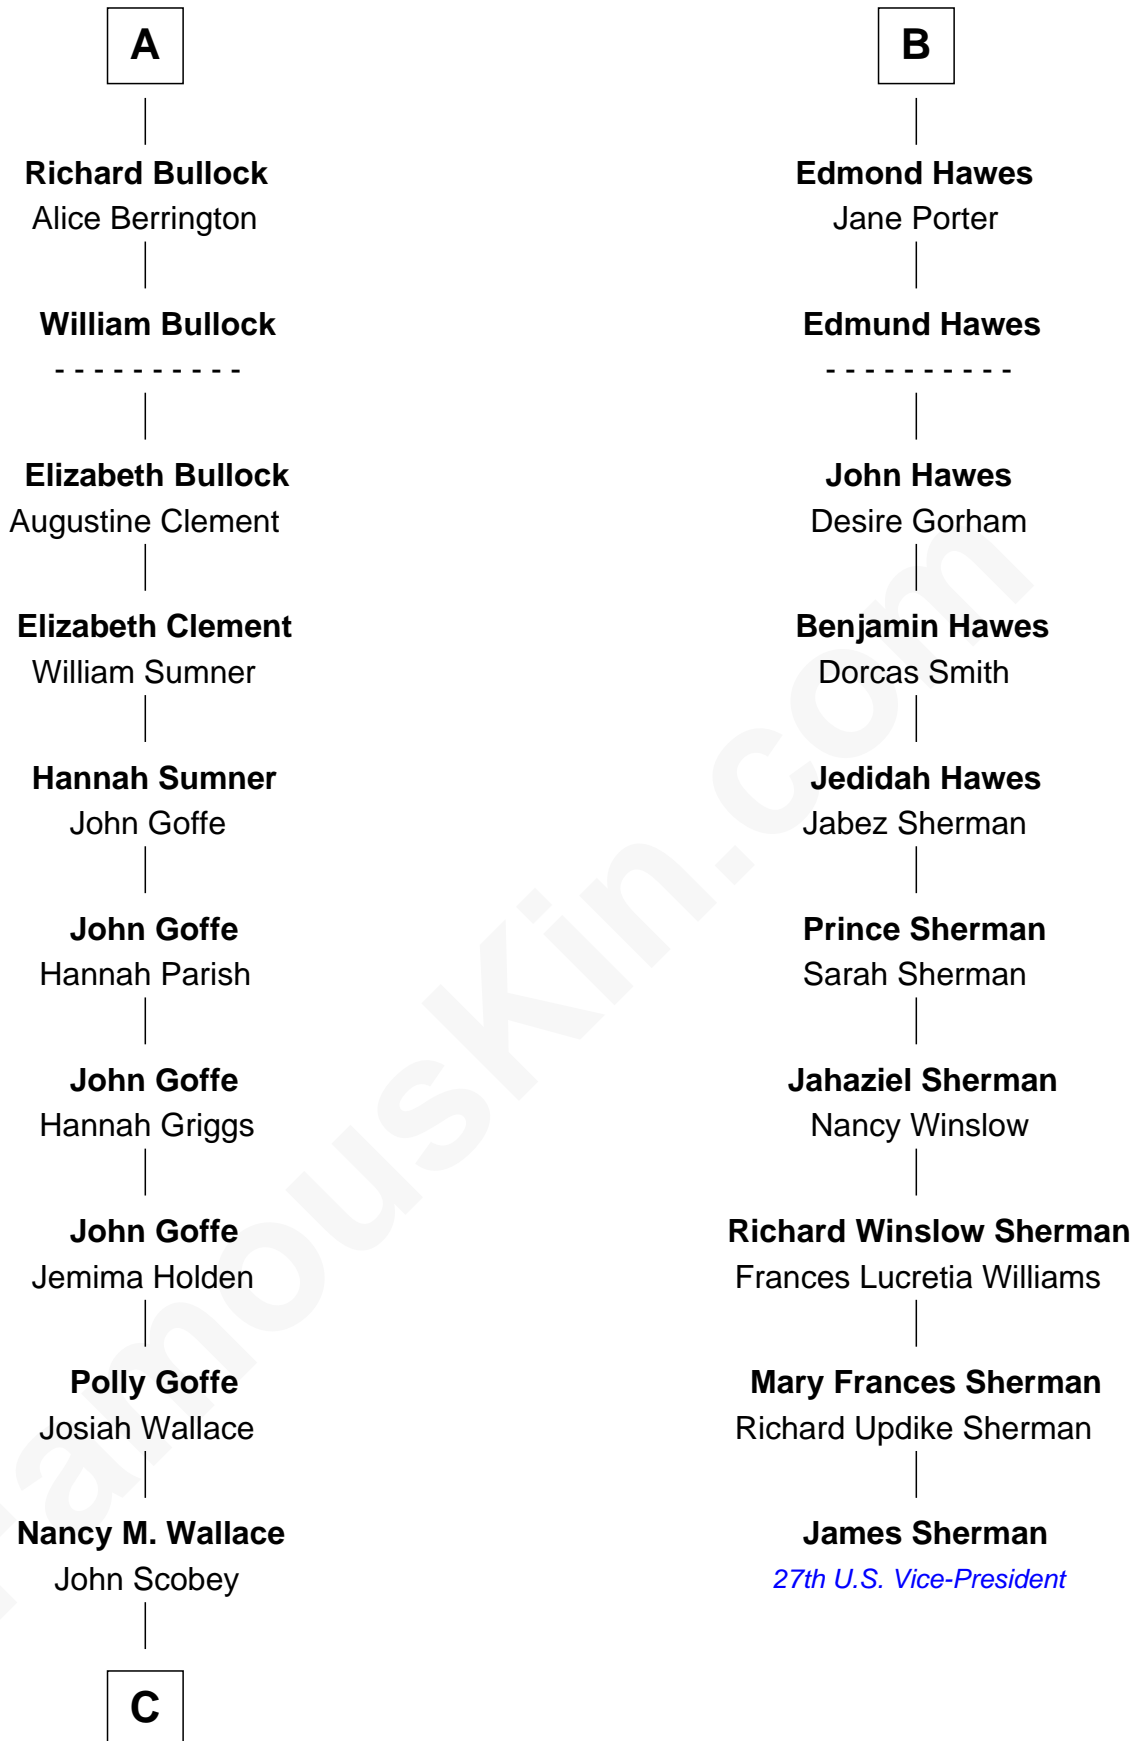 A
Richard Bullock
Alice Berrington
William Bullock
- - - - - - - - - -
Elizabeth Bullock
Augustine Clement
Elizabeth Clement
William Sumner
Hannah Sumner
John Goffe
John Goffe
Hannah Parish
John Goffe
Hannah Griggs
John Goffe
Jemima Holden
Polly Goffe
Josiah Wallace
Nancy M. Wallace
John Scobey
C
B
Edmond Hawes
Jane Porter
Edmund Hawes
- - - - - - - - - -
John Hawes
Desire Gorham
Benjamin Hawes
Dorcas Smith
Jedidah Hawes
Jabez Sherman
Prince Sherman
Sarah Sherman
Jahaziel Sherman
Nancy Winslow
Richard Winslow Sherman
Frances Lucretia Williams
Mary Frances Sherman
Richard Updike Sherman
James Sherman
27th U.S. Vice-President
FamousKin.com